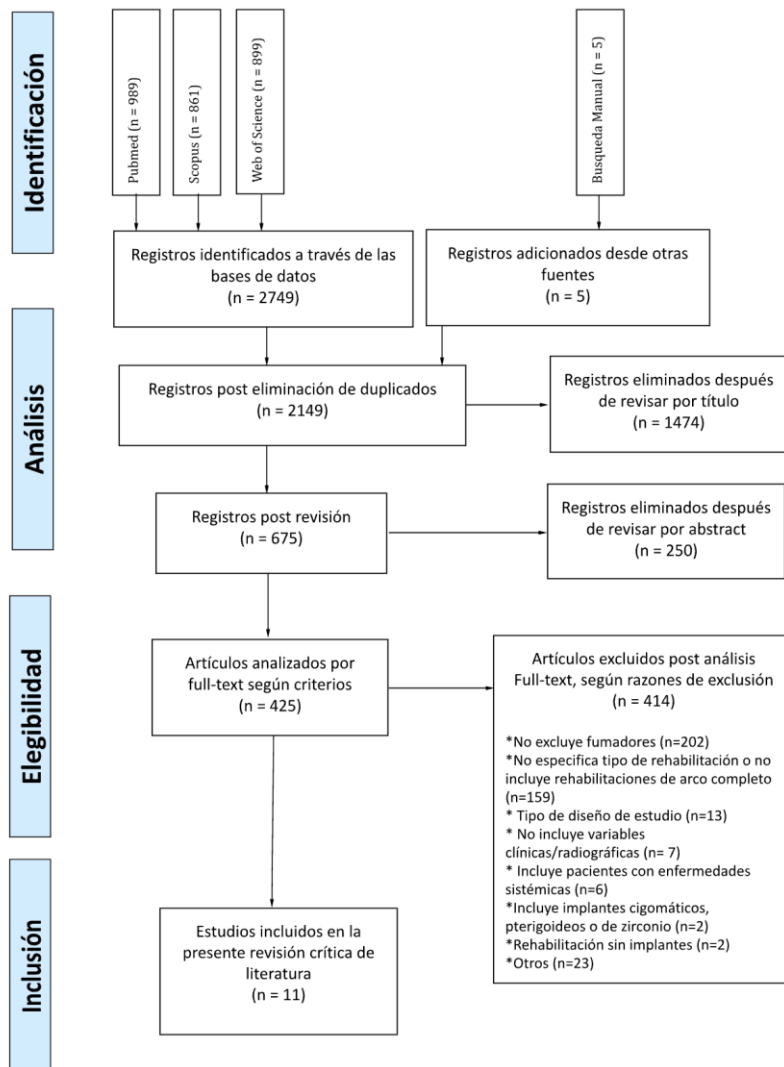 Identificación
Pubmed (n = 989)
Scopus (n = 861)
Web of Science (n = 899)
Busqueda Manual (n = 5)
Registros identificados a través de las
bases de datos
(n = 2749)
Registros adicionados desde otras
fuentes
(n = 5)
Análisis
Registros post eliminación de duplicados
(n = 2149)
Registros eliminados después
de revisar por título
(n = 1474)
Registros post revisión
(n = 675)
Registros eliminados después
de revisar por abstract
(n = 250)
Elegibilidad
Artículos analizados por
full-text según criterios
(n = 425)
Artículos excluidos post análisis
Full-text, según razones de exclusión
(n = 414)
*No excluye fumadores (n=202)
*No especifica tipo de rehabilitación o no
incluye rehabilitaciones de arco completo
(n=159)
* Tipo de diseño de estudio (n=13)
* No incluye variables
clínicas/radiográficas (n= 7)
* Incluye pacientes con enfermedades
sistémicas (n=6)
*Incluye implantes cigomáticos,
pterigoideos o de zirconio (n=2)
*Rehabilitación sin implantes (n=2)
*Otros (n=23)
Inclusión
Estudios incluidos en la
presente revisión crítica de
literatura
(n = 11)